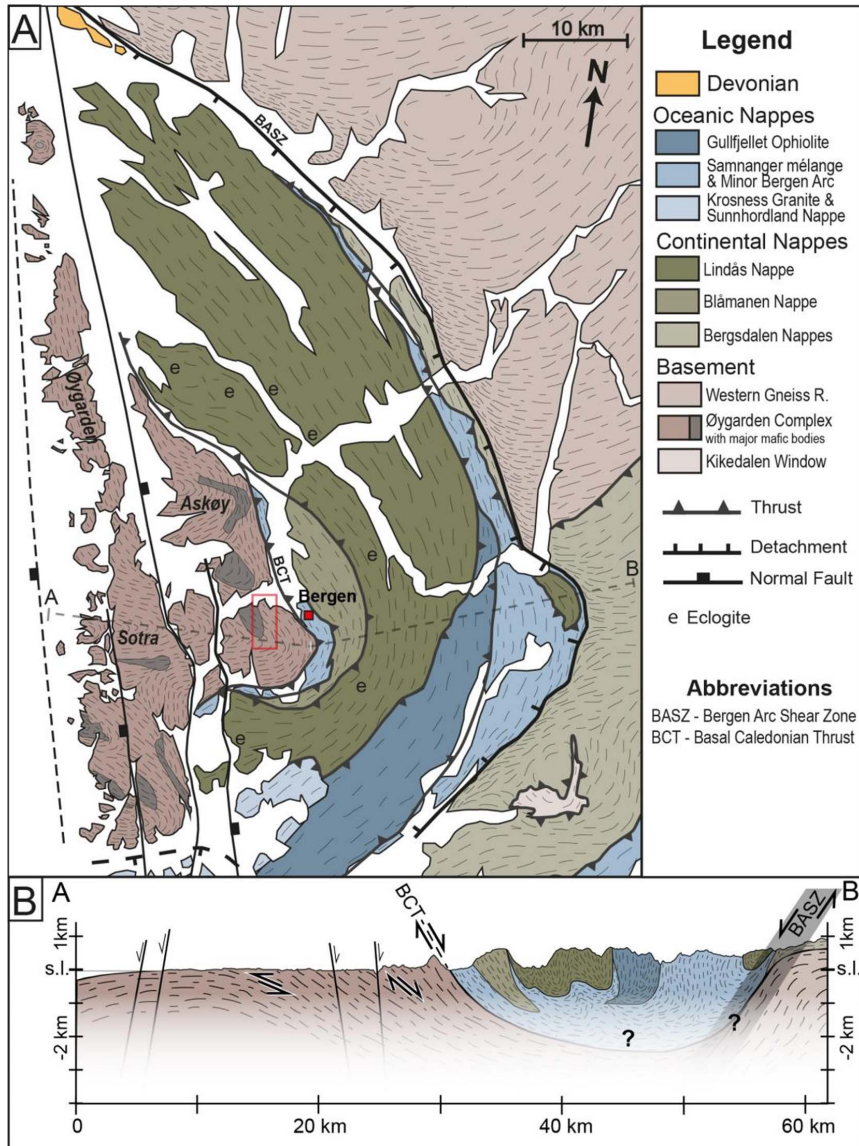 A
10 km
N
BASZ
e
e
e
e
Øygarden
Askøy
BCT
Bergen
e
B
A
Sotra
e
e
Legend
Devonian
Oceanic Nappes
Gullfjellet Ophiolite
Samnanger mélange
& Minor Bergen Arc
Krosness Granite &
Sunnhordland Nappe
Continental Nappes
Lindås Nappe
Blåmanen Nappe
Bergsdalen Nappes
Basement
Western Gneiss R.
Øygarden Complex
with major mafic bodies
Kikedalen Window
Thrust
Detachment
Normal Fault
e Eclogite
Abbreviations
BASZ - Bergen Arc Shear Zone
BCT - Basal Caledonian Thrust
B
A
B
BCT
BASZ
1km
s.l.
-2 km
1km
s.l.
-2 km
?
?
0
20 km
40 km
60 km